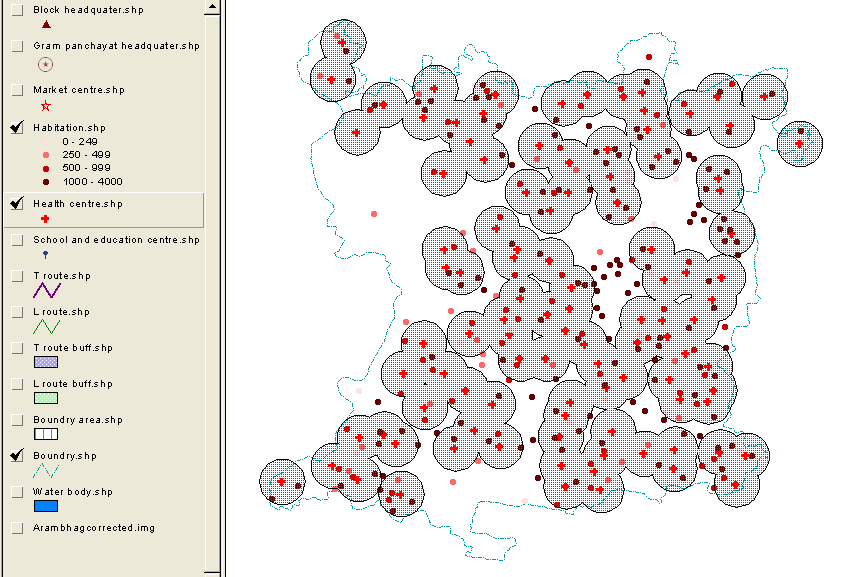 Block headquater.shp
Gram panchayat headquater.shp
Market centre.shp
Habitation.shp
0 - 249
250 - 499
500 - 999
1000 - 4000
Health centre.shp
School and education centre.shp
T route.shp
L route.shp
T route buff.shp
L route buff.shp
Boundry area.shp
Boundry.shp
Water body.shp
Arambhagcorrected.img